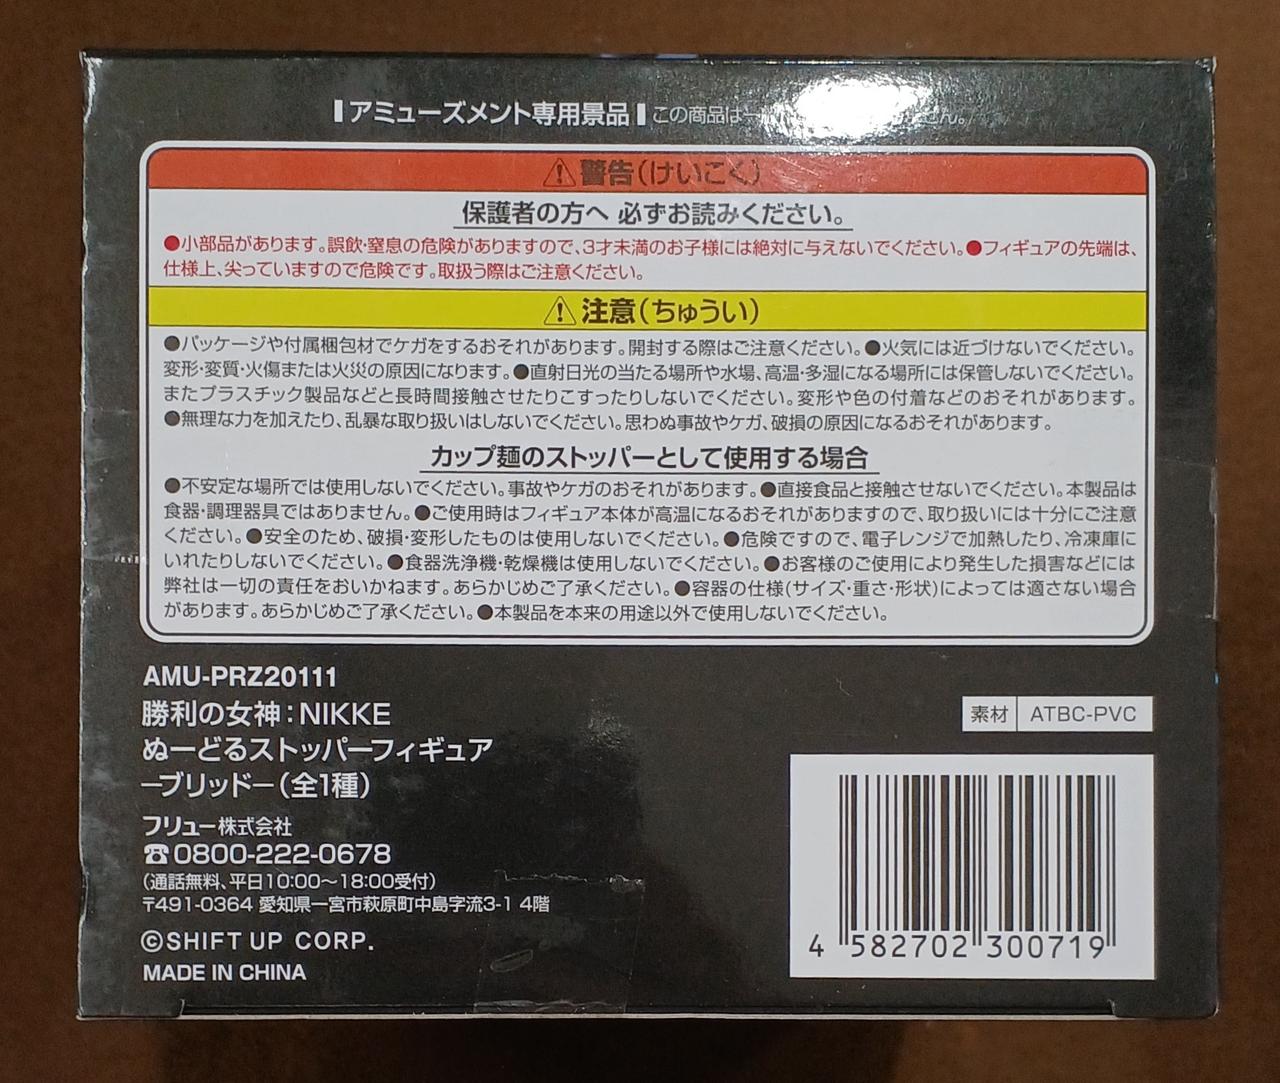 アミューズメント専用景品 この商品は
⚠警告(けいこく)
保護者の方へ 必ずお読みください。
●小部品があります。誤飲・窒息の危険がありますので、3才未満のお子様には絶対に与えないでください。●フィギュアの先端は、
仕様上、尖っていますので危険です。取扱う際はご注意ください。
⚠注意(ちゅうい)
●パッケージや付属梱包材でケガをするおそれがあります。開封する際はご注意ください。●火気には近づけないでください。
変形・変質・火傷または火災の原因になります。●直射日光の当たる場所や水場、高温・多湿になる場所には保管しないでください。
またプラスチック製品などと長時間接触させたりこすったりしないでください。変形や色の付着などのおそれがあります。
●無理な力を加えたり、乱暴な取り扱いはしないでください。思わぬ事故やケガ、破損の原因になるおそれがあります。
カップ麺のストッパーとして使用する場合
●不安定な場所では使用しないでください。事故やケガのおそれがあります。●直接食品と接触させないでください。本製品は
食器・調理器具ではありません。●ご使用時はフィギュア本体が高温になるおそれがありますので、取り扱いには十分にご注意
ください。●安全のため、破損・変形したものは使用しないでください。●危険ですので、電子レンジで加熱したり、冷凍庫に
いれたりしないでください。●食器洗浄機・乾燥機は使用しないでください。●お客様のご使用により発生した損害などには
弊社は一切の責任をおいかねます。あらかじめご了承ください。●容器の仕様(サイズ・重さ・形状)によっては適さない場合
があります。あらかじめご了承ください。●本製品を本来の用途以外で使用しないでください。
AMU-PRZ20111
勝利の女神：NIKKE
ぬーどるストッパーフィギュア
ーブリッドー(全1種)
フリュー株式会社
☎0800-222-0678
(通話無料、平日10:00～18:00受付)
〒491-0364 愛知県一宮市萩原町中島字流3-1 4階
©SHIFT UP CORP.
MADE IN CHINA
素材 ATBC-PVC
4 582702 300719